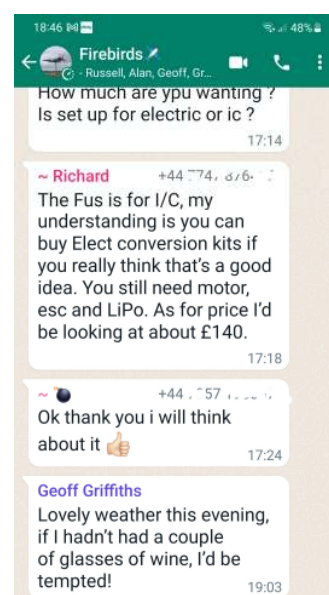 18:46
48%
Firebirds
- Russell, Alan, Geoff, Gr...
How much are ypu wanting ?
Is set up for electric or ic ?
17:14
~ Richard +44
The Fus is for I/C, my
understanding is you can
buy Elect conversion kits if
you really think that's a good
idea. You still need motor,
esc and LiPo. As for price I'd
be looking at about £140.
17:18
~ +44
Ok thank you i will think
about it
17:24
Geoff Griffiths
Lovely weather this evening,
if I hadn't had a couple
of glasses of wine, I'd be
tempted!
19:03